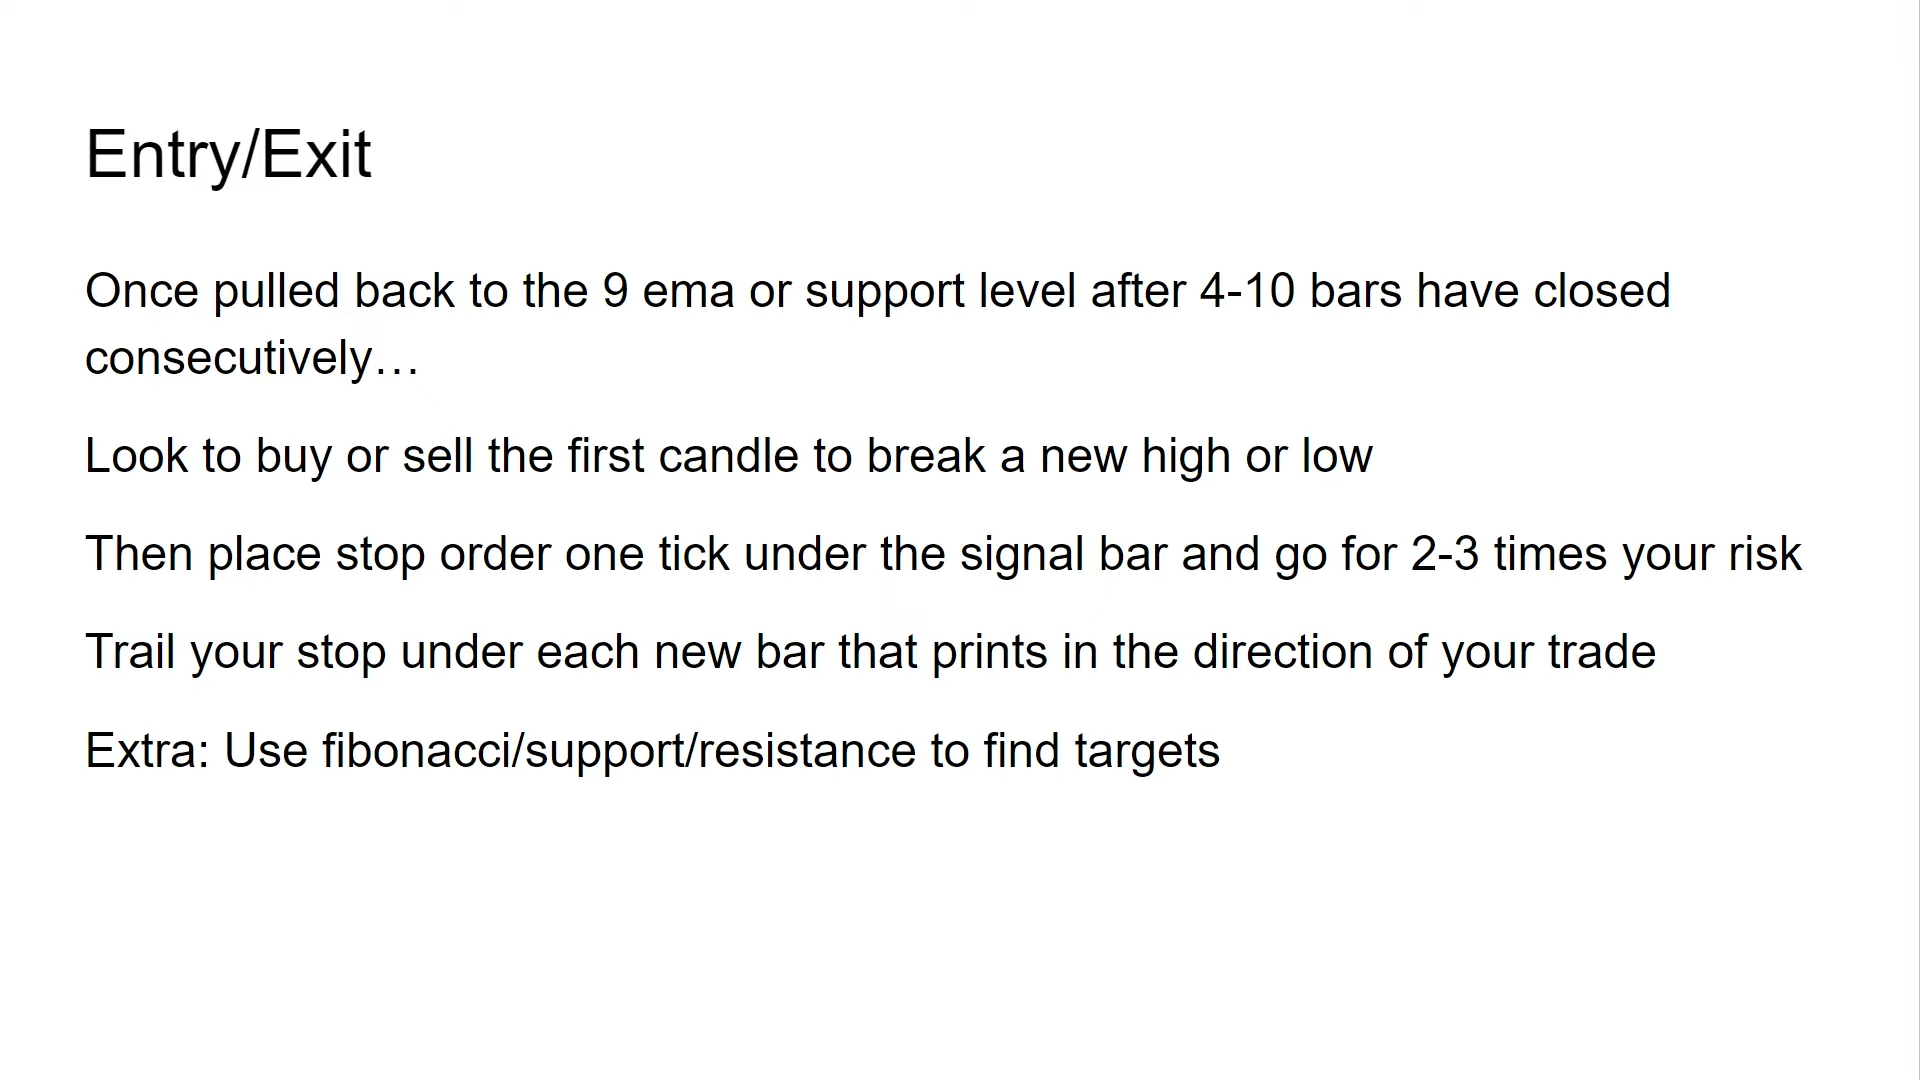 Entry/Exit
Once pulled back to the 9 ema or support level after 4-10 bars have closed
consecutively…
Look to buy or sell the first candle to break a new high or low
Then place stop order one tick under the signal bar and go for 2-3 times your risk
Trail your stop under each new bar that prints in the direction of your trade
Extra: Use fibonacci/support/resistance to find targets